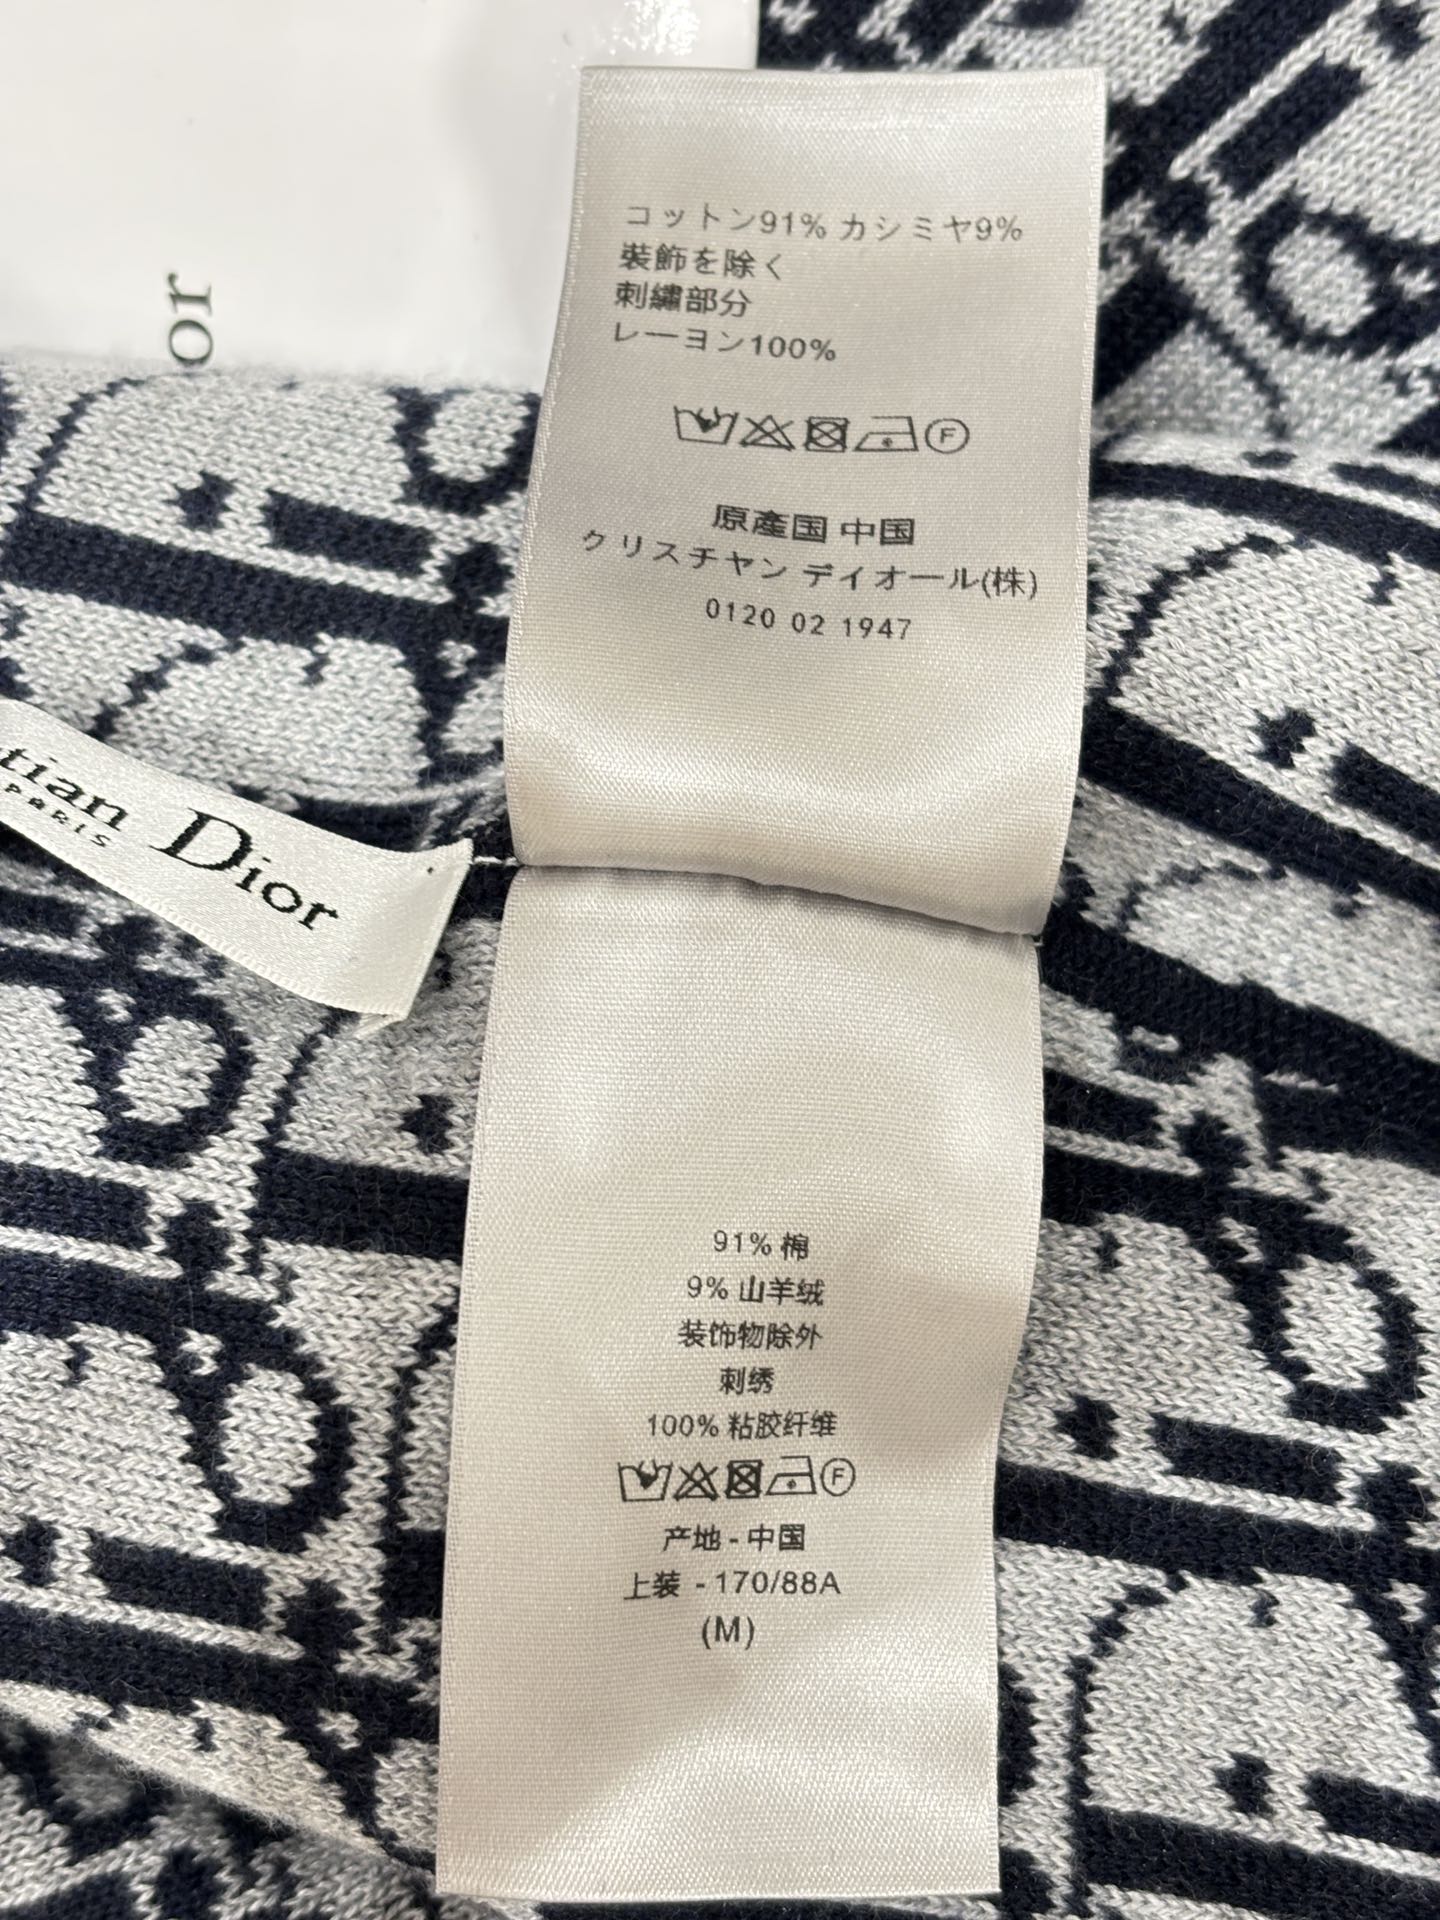 or
コットン91% カシミヤ9%
装飾を除く
刺繍部分
レーヨン100%
F
原産国 中国
クリスチャン ディオール(株)
0120 02 1947
tian Dior
PARIS
91% 棉
9% 山羊绒
装饰物除外
刺绣
100% 粘胶纤维
F
产地 - 中国
上装 - 170/88A
(M)